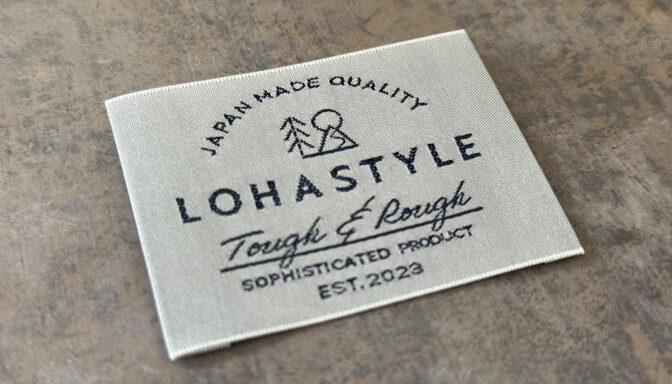 JAPAN MADE QUALITY
LOHASTYLE
Tough & Rough
SOPHISTICATED PRODUCT
EST.2023